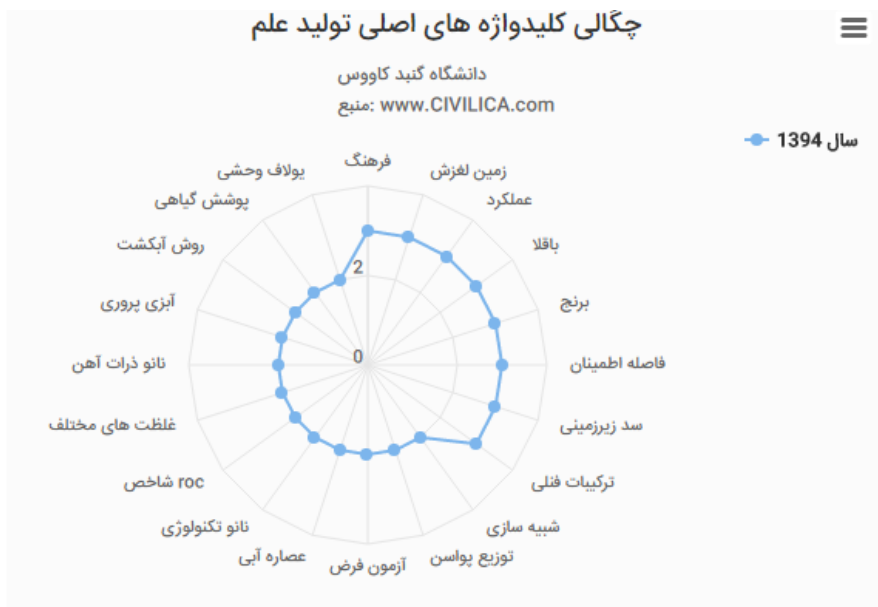 چگالی کلیدواژه های اصلی تولید علم
دانشگاه گنبد کاووس
منبع: www.CIVILICA.com
سال 1394
فرهنگ
زمین لغزش
عملکرد
باقلا
برنج
فاصله اطمینان
سد زیرزمینی
ترکیبات فنلی
شبیه سازی
توزیع پواسن
آزمون فرض
عصاره آبی
نانو تکنولوژی
شاخص roc
غلظت های مختلف
نانو ذرات آهن
آبزی پروری
روش آبکشت
پوشش گیاهی
یولاف وحشی
2
0